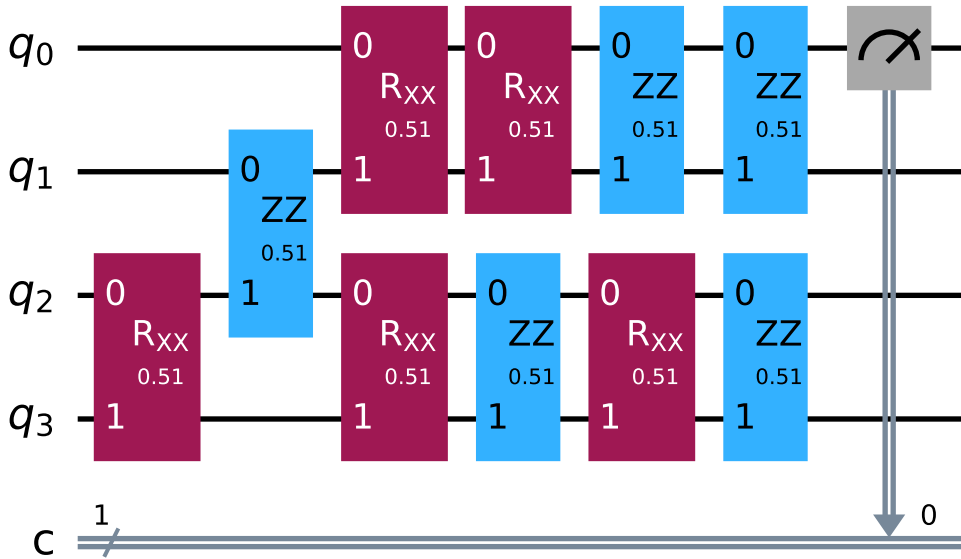 q0 0 0 0 0
RXX RXX ZZ ZZ
0.51 0.51 0.51 0.51
q1 0 1 1 1 1
ZZ
0.51
q2 0 1 0 0 0 0
RXX RXX ZZ RXX ZZ
0.51 0.51 0.51 0.51 0.51
q3 1 1 1 1 1
1 0
c